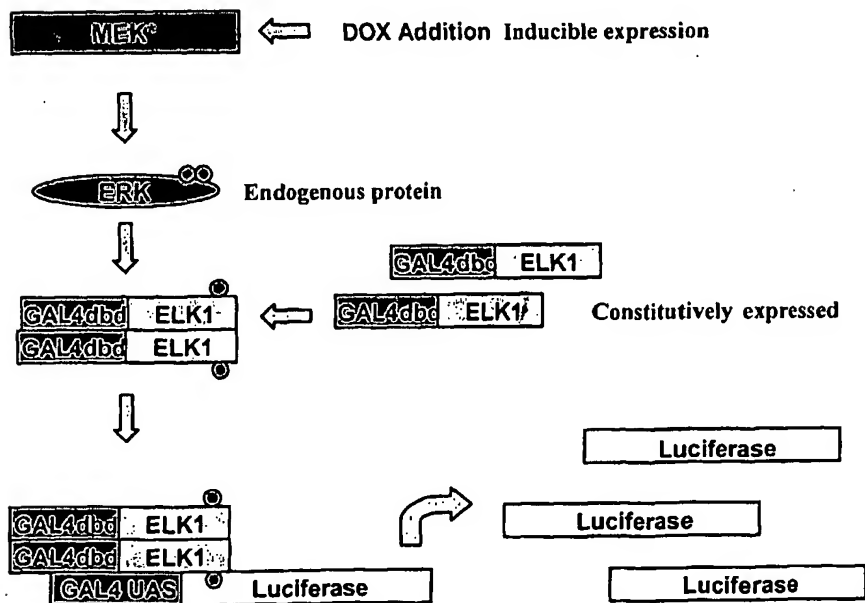 MEK* DOX Addition Inducible expression
ERK Endogenous protein
GAL4dbd ELK1
GAL4dbd ELK1 GAL4dbd ELK1 Constitutively expressed
GAL4dbd ELK1
Luciferase
GAL4dbd ELK1 Luciferase
GAL4dbd ELK1
GAL4 UAS Luciferase Luciferase